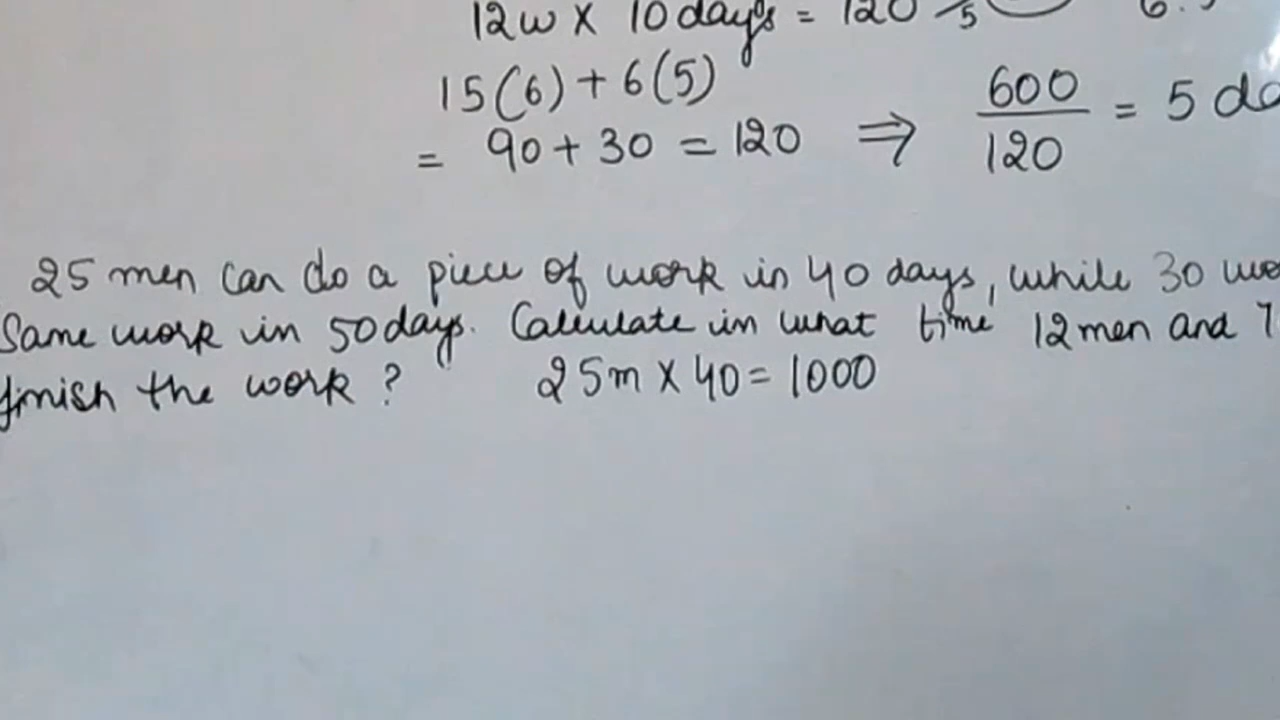 12w × 10 days = 120 5
15(6) + 6(5)
= 90 + 30 = 120 ⇒ 600/120 = 5
25 men can do a piece of work in 40 days, while 30
Same work in 50 days. Calculate in what time 12 men and
finish the work? 25m × 40 = 1000